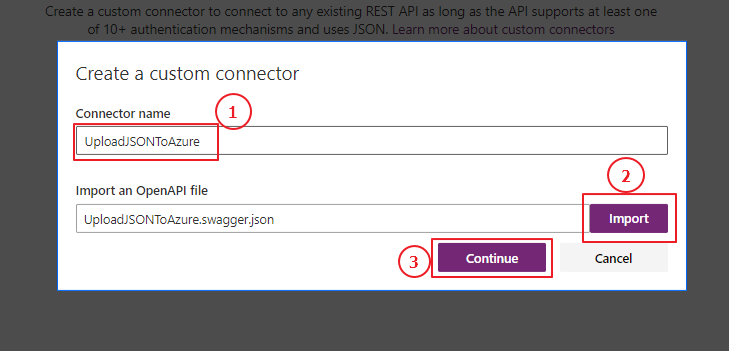 Create a custom connector to connect to any existing REST API as long as the API supports at least one
of 10+ authentication mechanisms and uses JSON. Learn more about custom connectors
Create a custom connector
Connector name
1
UploadJSONToAzure
2
Import an OpenAPI file
UploadJSONToAzure.swagger.json
Import
3
Continue
Cancel